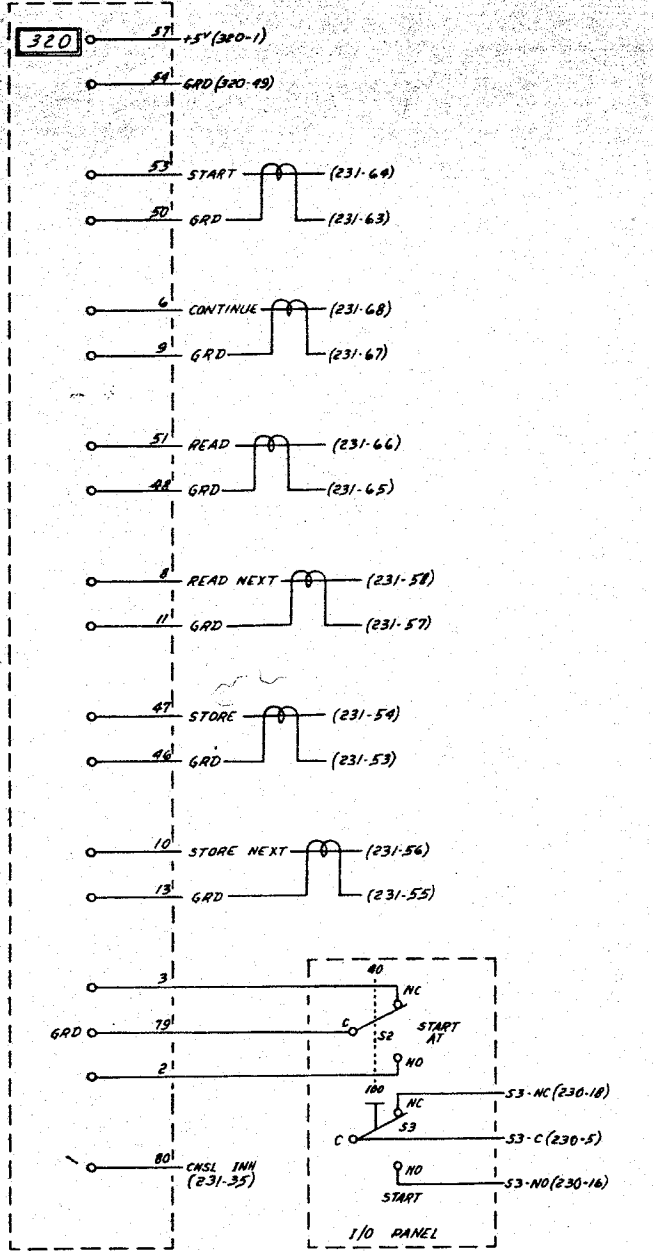 320 57 +5V (320-1)
54 GRD (320-49)
53 START (231-64)
50 GRD (231-63)
6 CONTINUE (231-68)
9 GRD (231-67)
51 READ (231-66)
48 GRD (231-65)
8 READ NEXT (231-58)
11 GRD (231-57)
47 STORE (231-54)
46 GRD (231-53)
10 STORE NEXT (231-56)
13 GRD (231-55)
3
40
NC
GRD 79 C S2 START
AT
2 NO
100
NC S3-NC (230-18)
S3
C S3-C (230-5)
80 CNSL INH
(231-35)
NO
START
S3-NO (230-16)
I/O PANEL